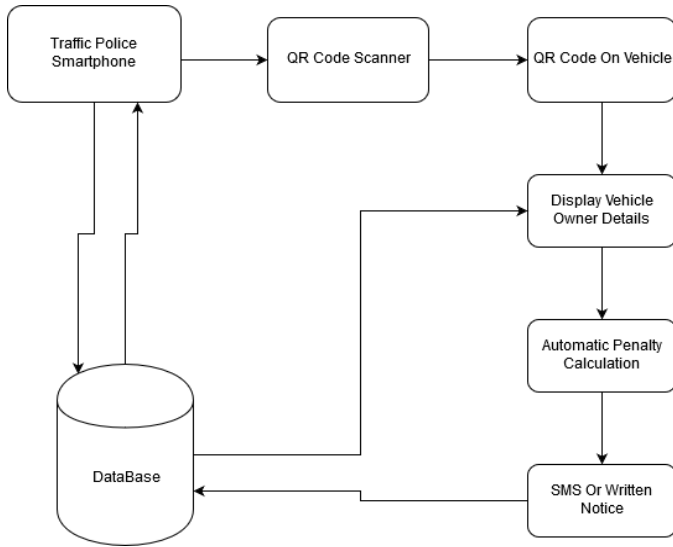 Traffic Police
Smartphone
QR Code Scanner
QR Code On Vehicle
Display Vehicle
Owner Details
Automatic Penalty
Calculation
DataBase
SMS Or Written
Notice